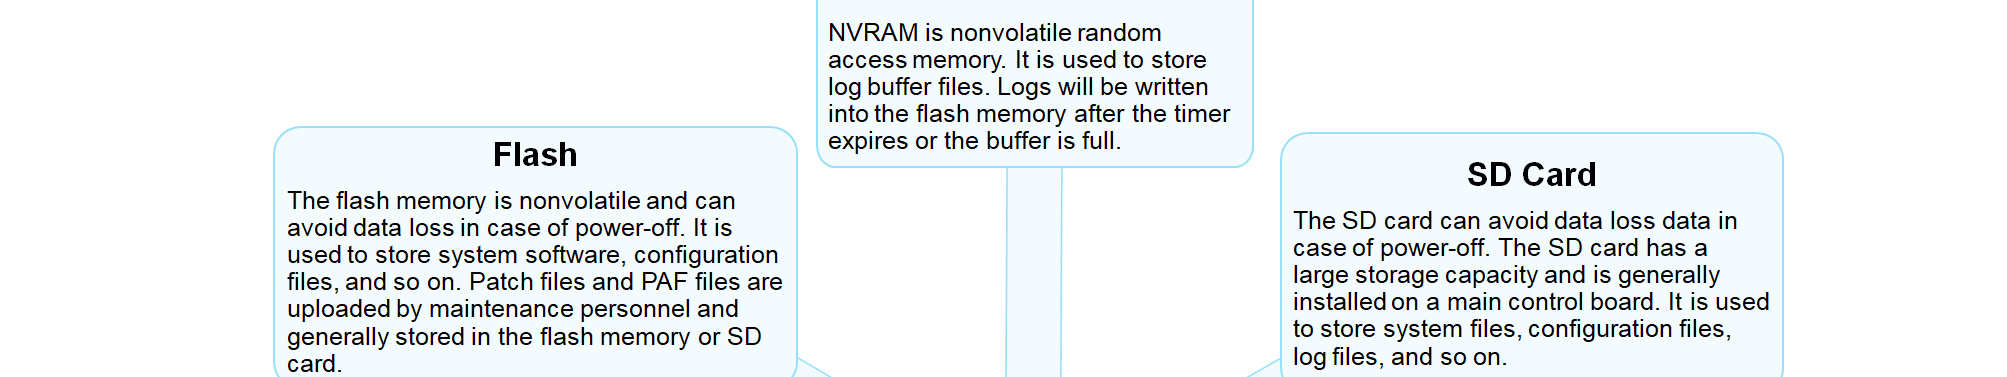 NVRAM is nonvolatile random
access memory. It is used to store
log buffer files. Logs will be written
into the flash memory after the timer
expires or the buffer is full.
Flash
The flash memory is nonvolatile and can
avoid data loss in case of power-off. It is
used to store system software, configuration
files, and so on. Patch files and PAF files are
uploaded by maintenance personnel and
generally stored in the flash memory or SD
card.
SD Card
The SD card can avoid data loss data in
case of power-off. The SD card has a
large storage capacity and is generally
installed on a main control board. It is used
to store system files, configuration files,
log files, and so on.